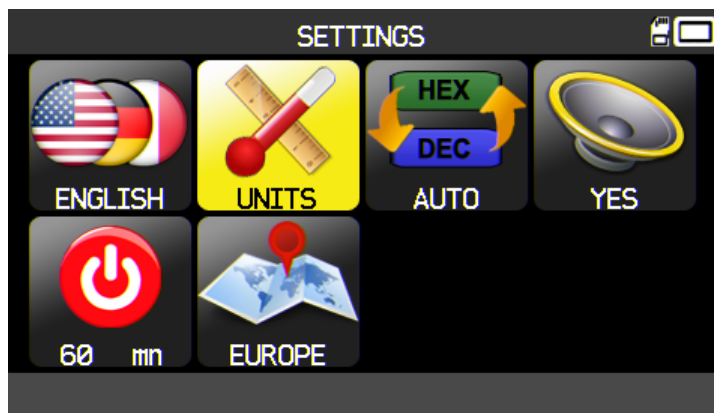 SETTINGS
HEX
DEC
ENGLISH UNITS AUTO YES
60 mn EUROPE